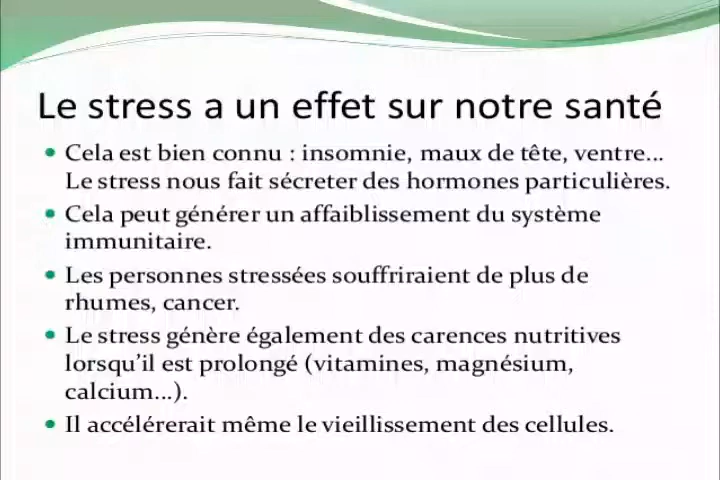 Le stress a un effet sur notre santé
• Cela est bien connu : insomnie, maux de tête, ventre...
Le stress nous fait sécreter des hormones particulières.
• Cela peut générer un affaiblissement du système
immunitaire.
• Les personnes stressées souffriraient de plus de
rhumes, cancer.
• Le stress génère également des carences nutritives
lorsqu'il est prolongé (vitamines, magnésium,
calcium...).
• Il accélérerait même le vieillissement des cellules.